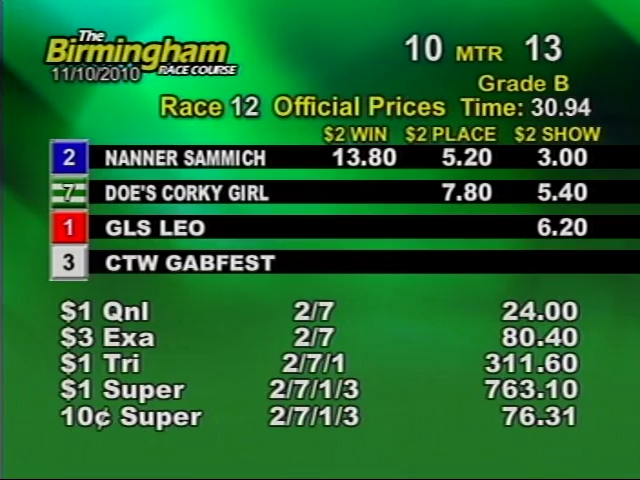 The
Birmingham
RACE COURSE
11/10/2010
10 MTR 13
Grade B
Race 12 Official Prices Time: 30.94
$2 WIN $2 PLACE $2 SHOW
2 NANNER SAMMICH 13.80 5.20 3.00
7 DOE'S CORKY GIRL 7.80 5.40
1 GLS LEO 6.20
3 CTW GABFEST
$1 Qnl 2/7 24.00
$3 Exa 2/7 80.40
$1 Tri 2/7/1 311.60
$1 Super 2/7/1/3 763.10
10¢ Super 2/7/1/3 76.31